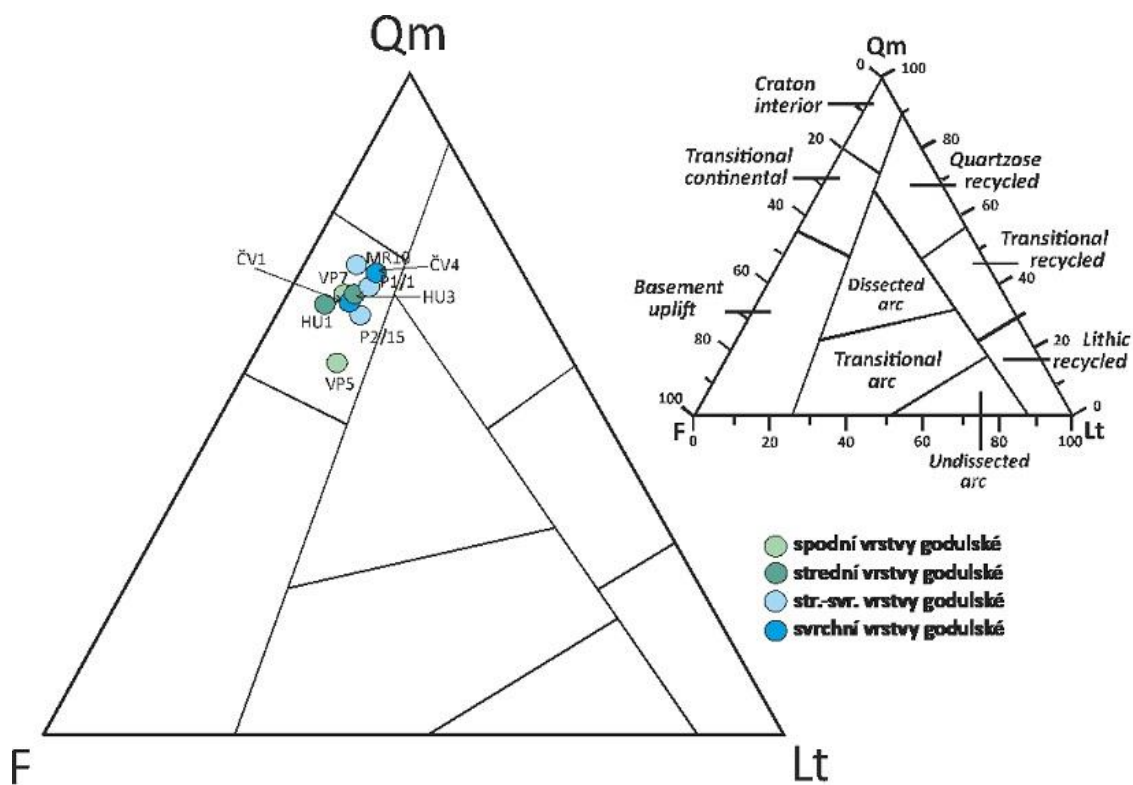 Qm
F
Lt
ČV1
MR10
ČV4
VP7
P1/1
HU3
HU1
P2/15
VP5
Qm
0
100
Craton
interior
20
80
Transitional
continental
Quartzose
recycled
40
60
60
Transitional
recycled
40
Basement
uplift
Dissected
arc
80
20
Lithic
recycled
Transitional
arc
100
0
F
Lt
0
20
40
60
80
100
Undissected
arc
spodní vrstvy godulské
strední vrstvy godulské
str.-svr. vrstvy godulské
svrchní vrstvy godulské